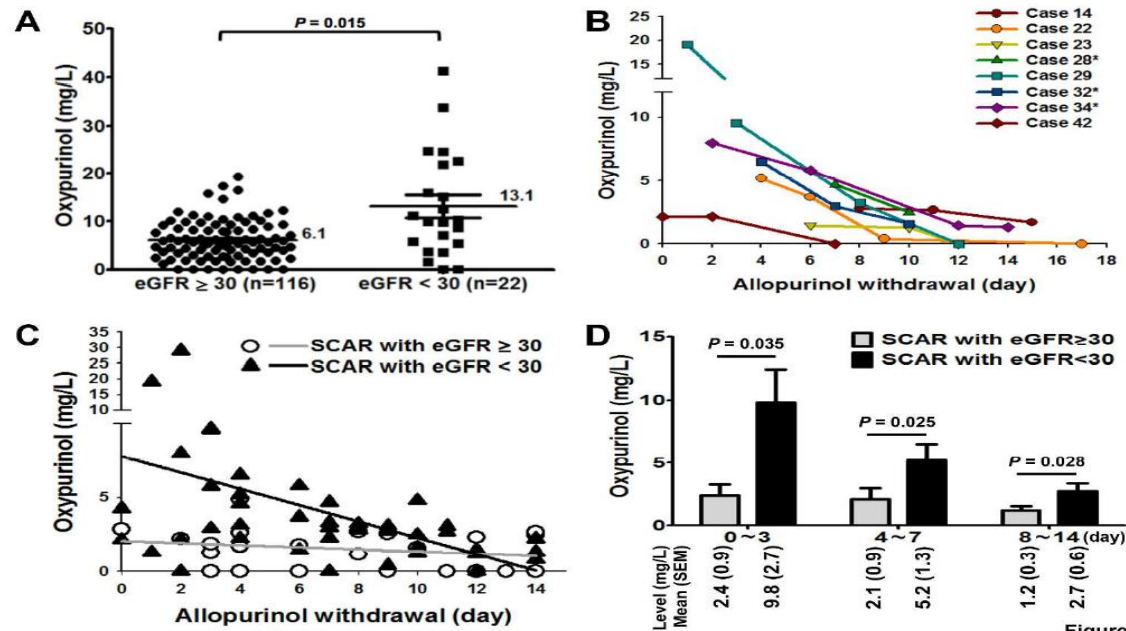 A
P = 0.015
Oxypurinol (mg/L)
50
40
30
20
10
0
6.1
13.1
eGFR ≥ 30 (n=116)
eGFR < 30 (n=22)
B
Oxypurinol (mg/L)
25
20
15
10
5
0
Case 14
Case 22
Case 23
Case 28*
Case 29
Case 32*
Case 34*
Case 42
0 2 4 6 8 10 12 14 16 18
Allopurinol withdrawal (day)
C
Oxypurinol (mg/L)
35
30
25
20
15
10
5
0
SCAR with eGFR ≥ 30
SCAR with eGFR < 30
0 2 4 6 8 10 12 14
Allopurinol withdrawal (day)
D
Oxypurinol (mg/L)
15
10
5
0
SCAR with eGFR≥30
SCAR with eGFR<30
P = 0.035
P = 0.025
P = 0.028
0 ~ 3
4 ~ 7
8 ~ 14 (day)
Level (mg/L)
Mean (SEM)
2.4 (0.9)
9.8 (2.7)
2.1 (0.9)
5.2 (1.3)
1.2 (0.3)
2.7 (0.6)
Figure